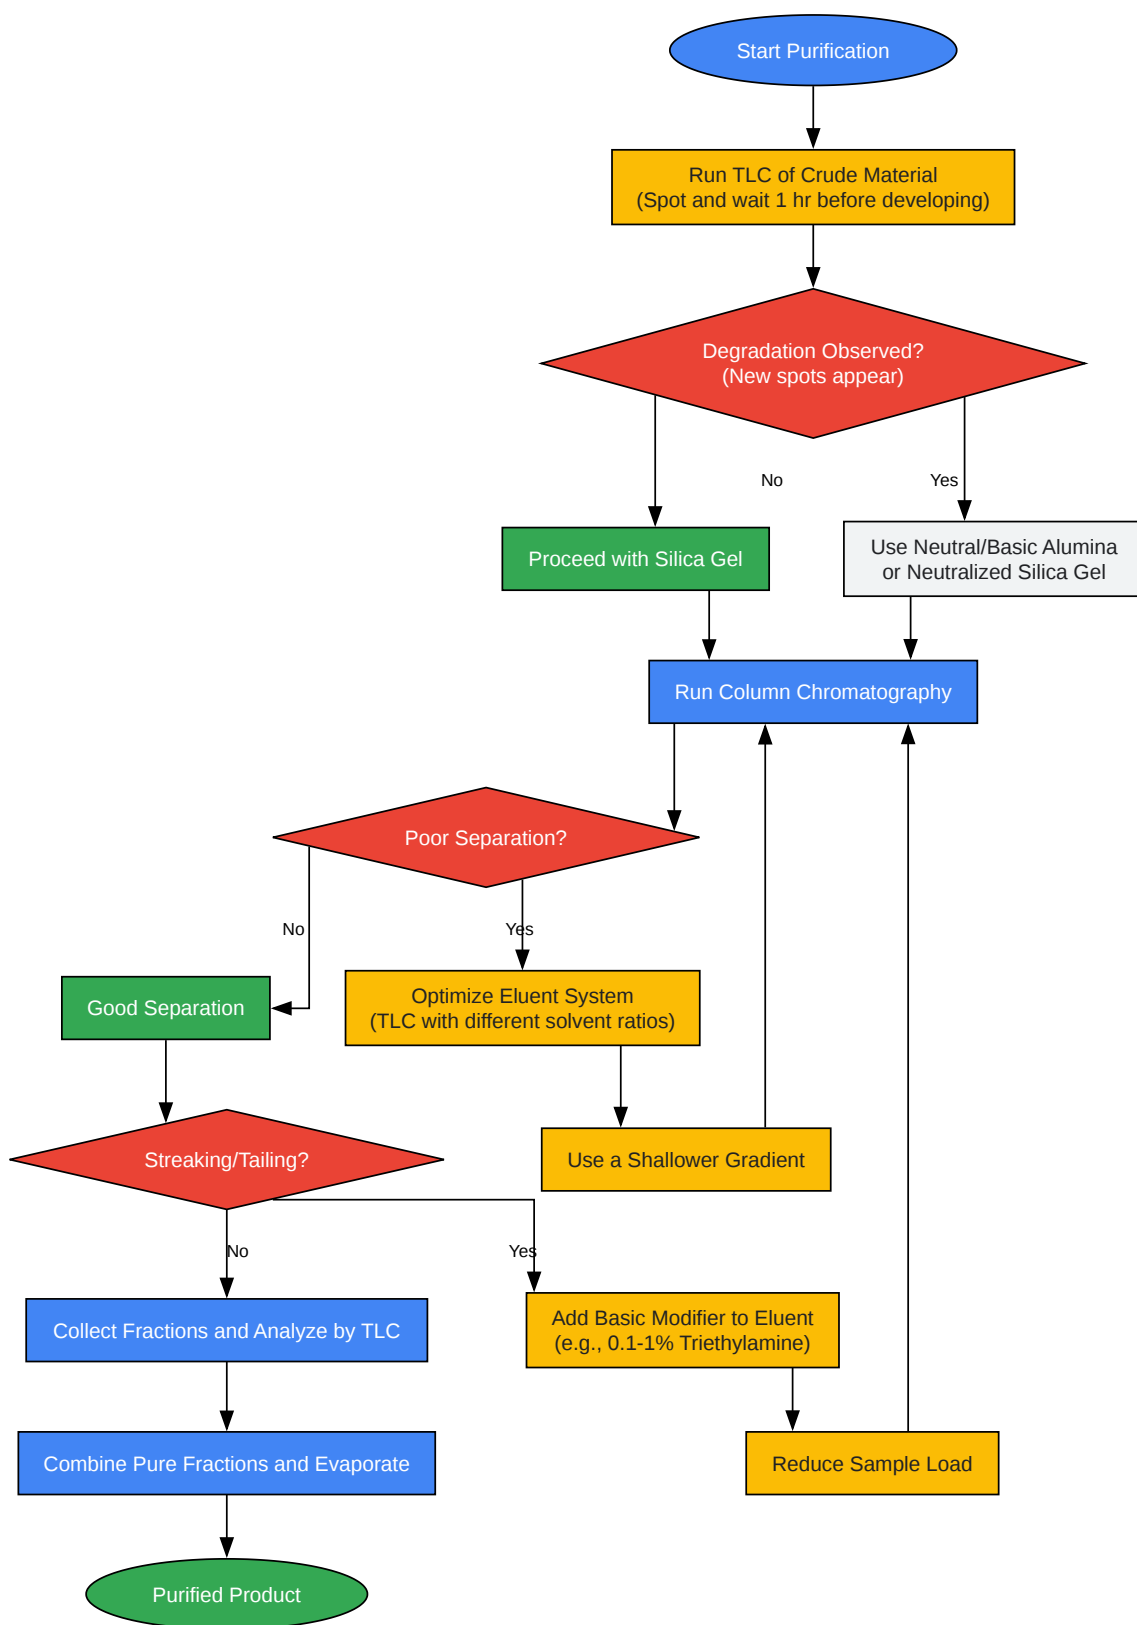 Start Purification
Run TLC of Crude Material
(Spot and wait 1 hr before developing)
Degradation Observed?
(New spots appear)
No
Yes
Proceed with Silica Gel
Use Neutral/Basic Alumina
or Neutralized Silica Gel
Run Column Chromatography
Poor Separation?
No
Yes
Good Separation
Optimize Eluent System
(TLC with different solvent ratios)
Streaking/Tailing?
Use a Shallower Gradient
No
Yes
Collect Fractions and Analyze by TLC
Add Basic Modifier to Eluent
(e.g., 0.1-1% Triethylamine)
Combine Pure Fractions and Evaporate
Reduce Sample Load
Purified Product